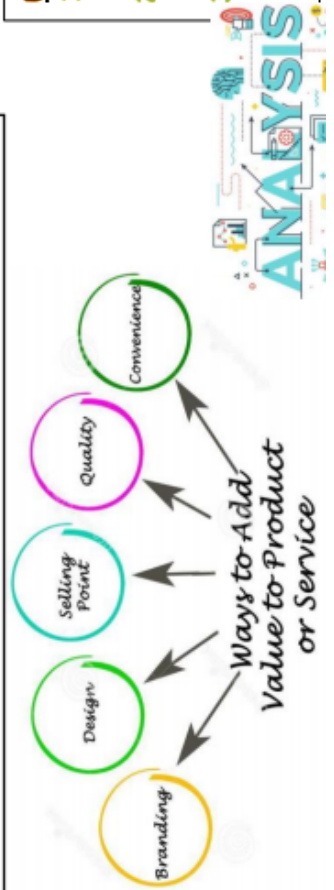 Branding
Design
Selling
Point
Quality
Convenience
Ways to Add
Value to Product
or Service
ANALYSIS